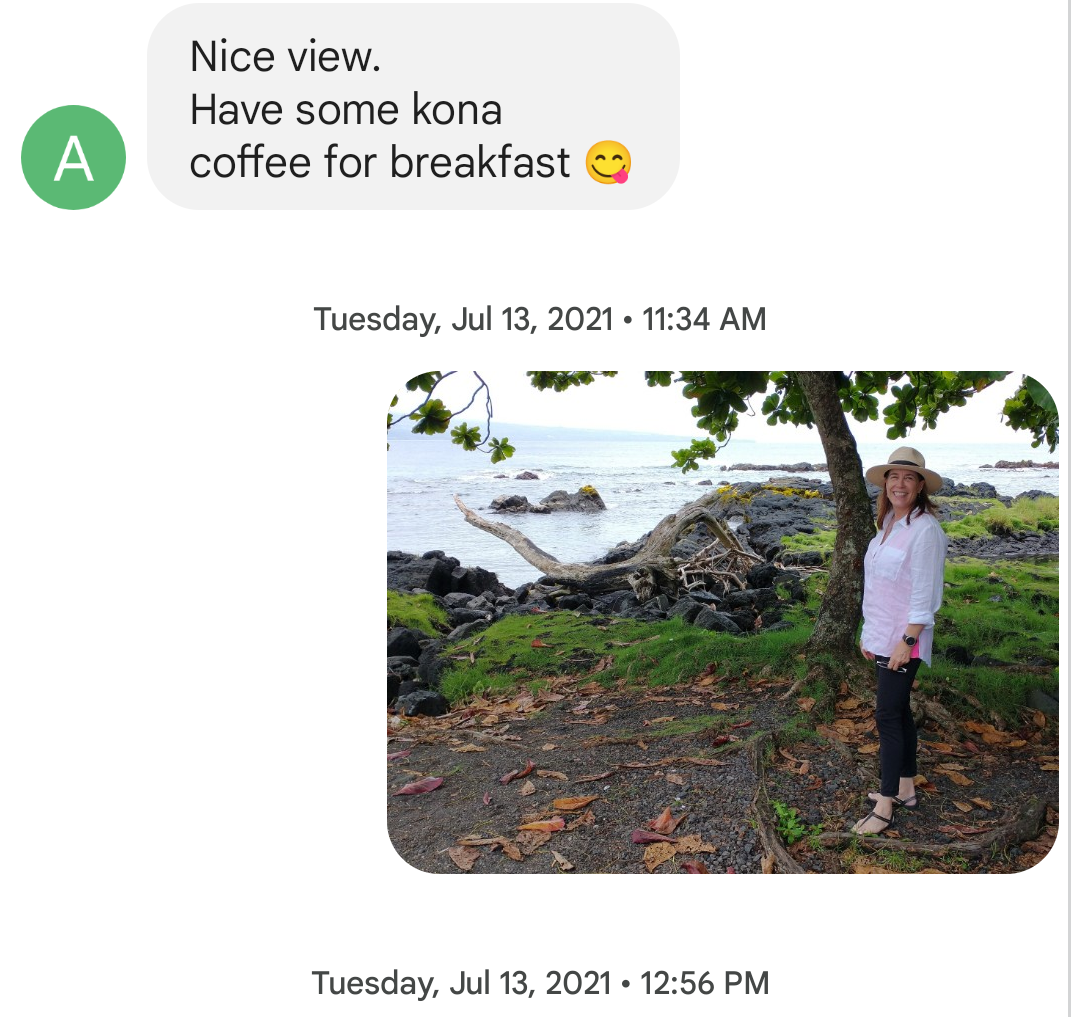 Nice view.
Have some kona
coffee for breakfast 😋
A
Tuesday, Jul 13, 2021 • 11:34 AM
Tuesday, Jul 13, 2021 • 12:56 PM